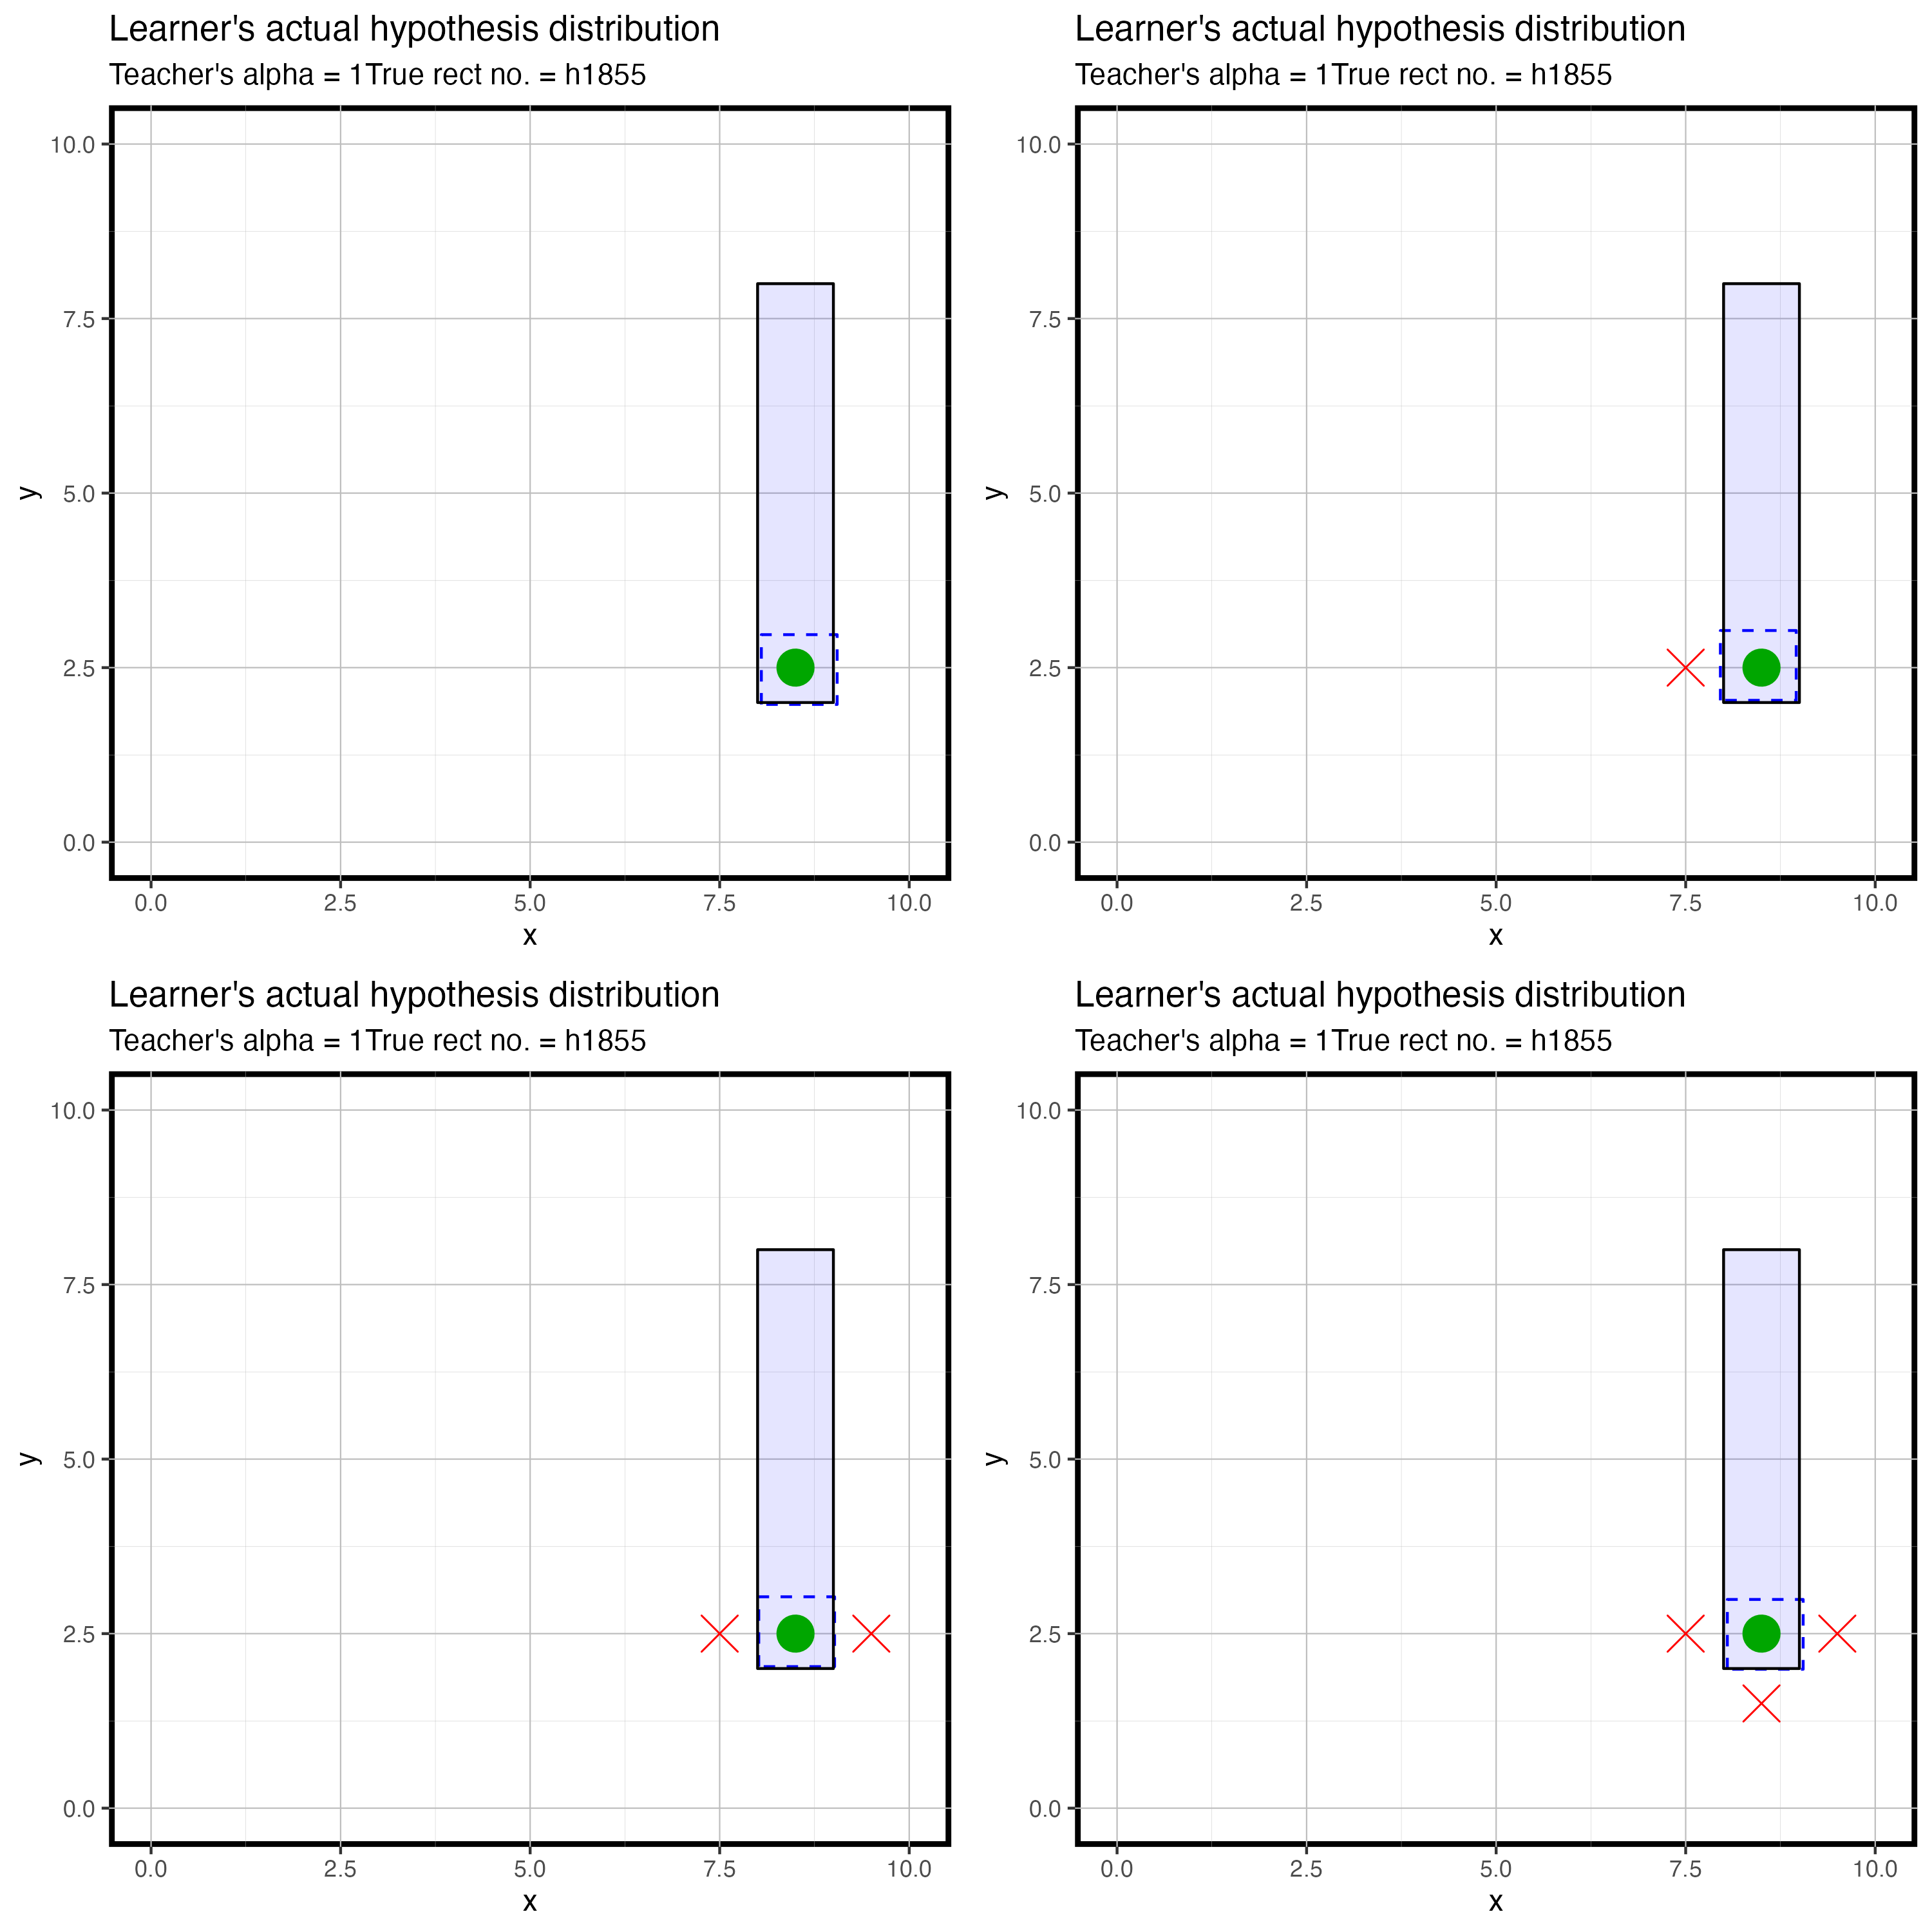 Learner's actual hypothesis distribution
Teacher's alpha = 1True rect no. = h1855
10.0
7.5
5.0
2.5
0.0
y
0.0 2.5 5.0 7.5 10.0
x
Learner's actual hypothesis distribution
Teacher's alpha = 1True rect no. = h1855
10.0
7.5
5.0
2.5
0.0
y
0.0 2.5 5.0 7.5 10.0
x
Learner's actual hypothesis distribution
Teacher's alpha = 1True rect no. = h1855
10.0
7.5
5.0
2.5
0.0
y
0.0 2.5 5.0 7.5 10.0
x
Learner's actual hypothesis distribution
Teacher's alpha = 1True rect no. = h1855
10.0
7.5
5.0
2.5
0.0
y
0.0 2.5 5.0 7.5 10.0
x